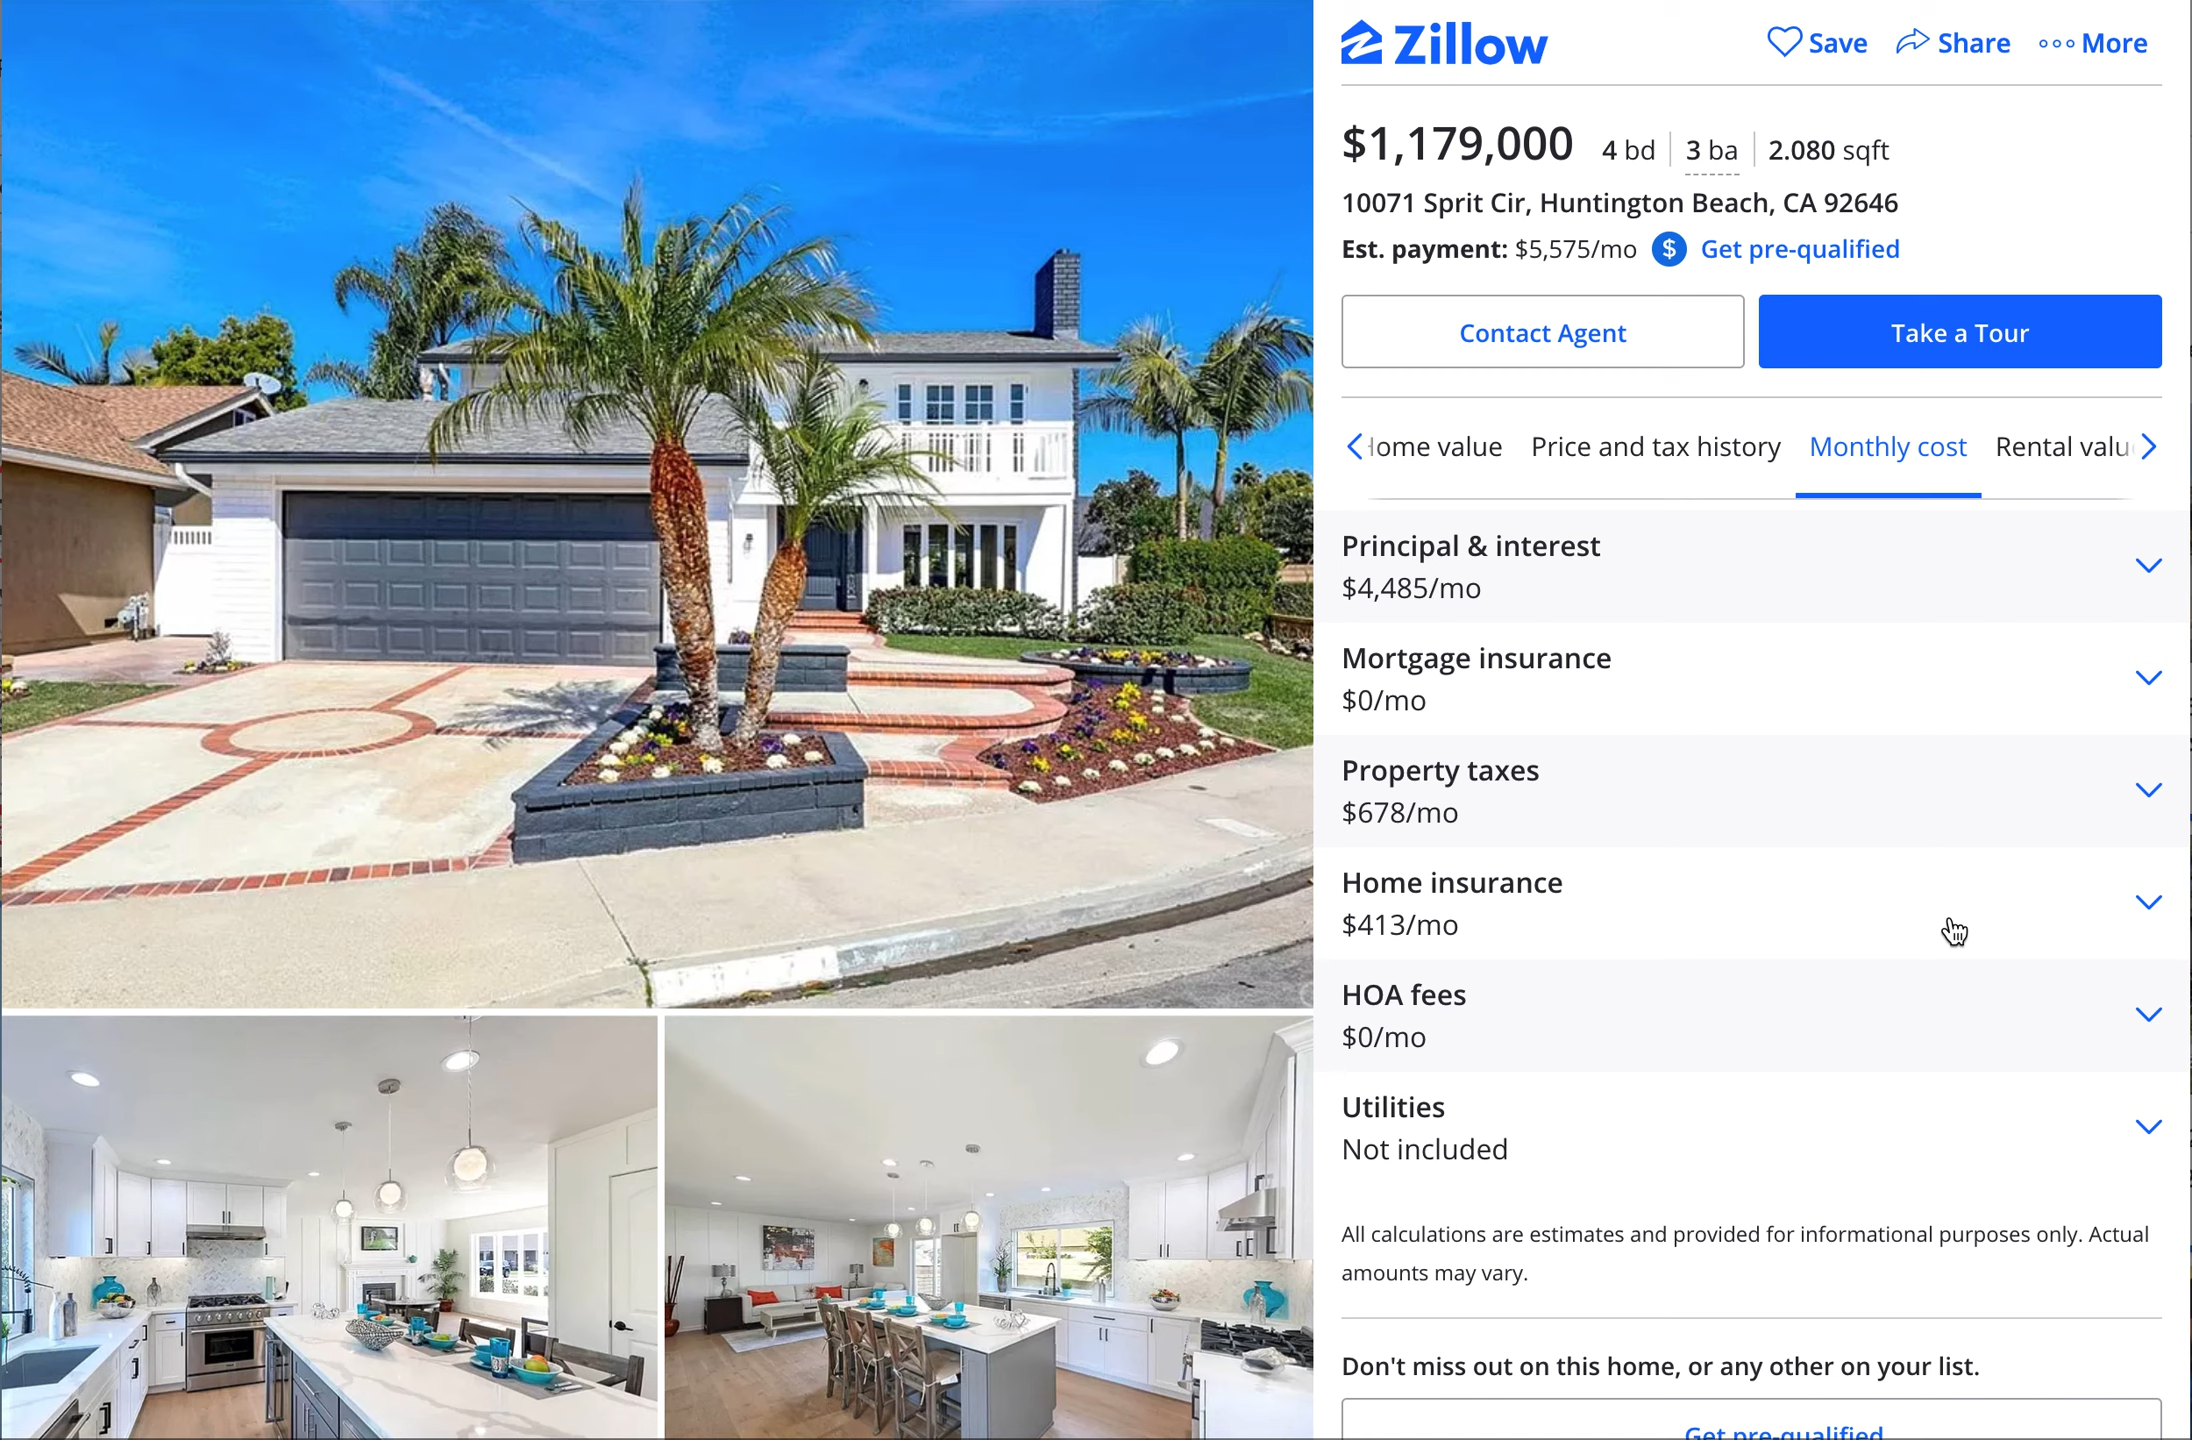 Zillow
Save
Share
More
$1,179,000 4 bd 3 ba 2.080 sqft
10071 Sprit Cir, Huntington Beach, CA 92646
Est. payment: $5,575/mo $ Get pre-qualified
Contact Agent
Take a Tour
ome value Price and tax history Monthly cost Rental valu
Principal & interest
$4,485/mo
Mortgage insurance
$0/mo
Property taxes
$678/mo
Home insurance
$413/mo
HOA fees
$0/mo
Utilities
Not included
All calculations are estimates and provided for informational purposes only. Actual
amounts may vary.
Don't miss out on this home, or any other on your list.
Get pre-qualified